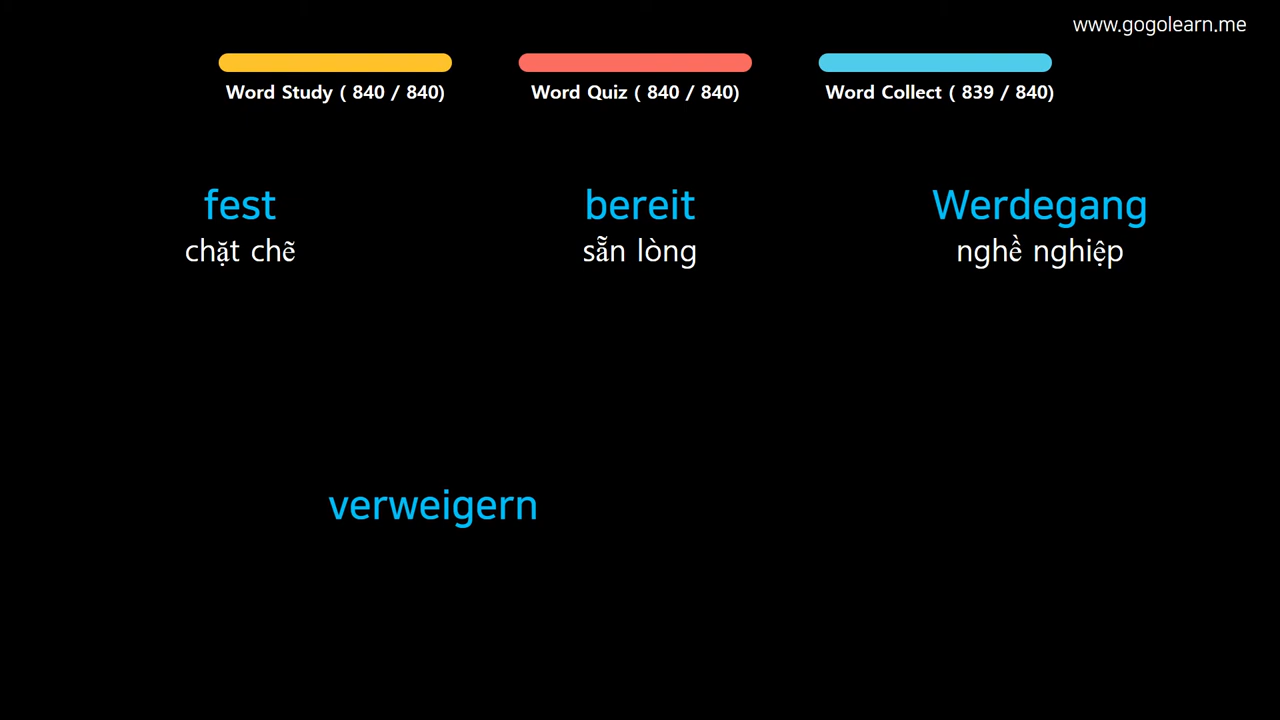 www.gogolearn.me
Word Study ( 840 / 840)
Word Quiz ( 840 / 840)
Word Collect ( 839 / 840)
fest
chặt chẽ
bereit
sẵn lòng
Werdegang
nghề nghiệp
verweigern